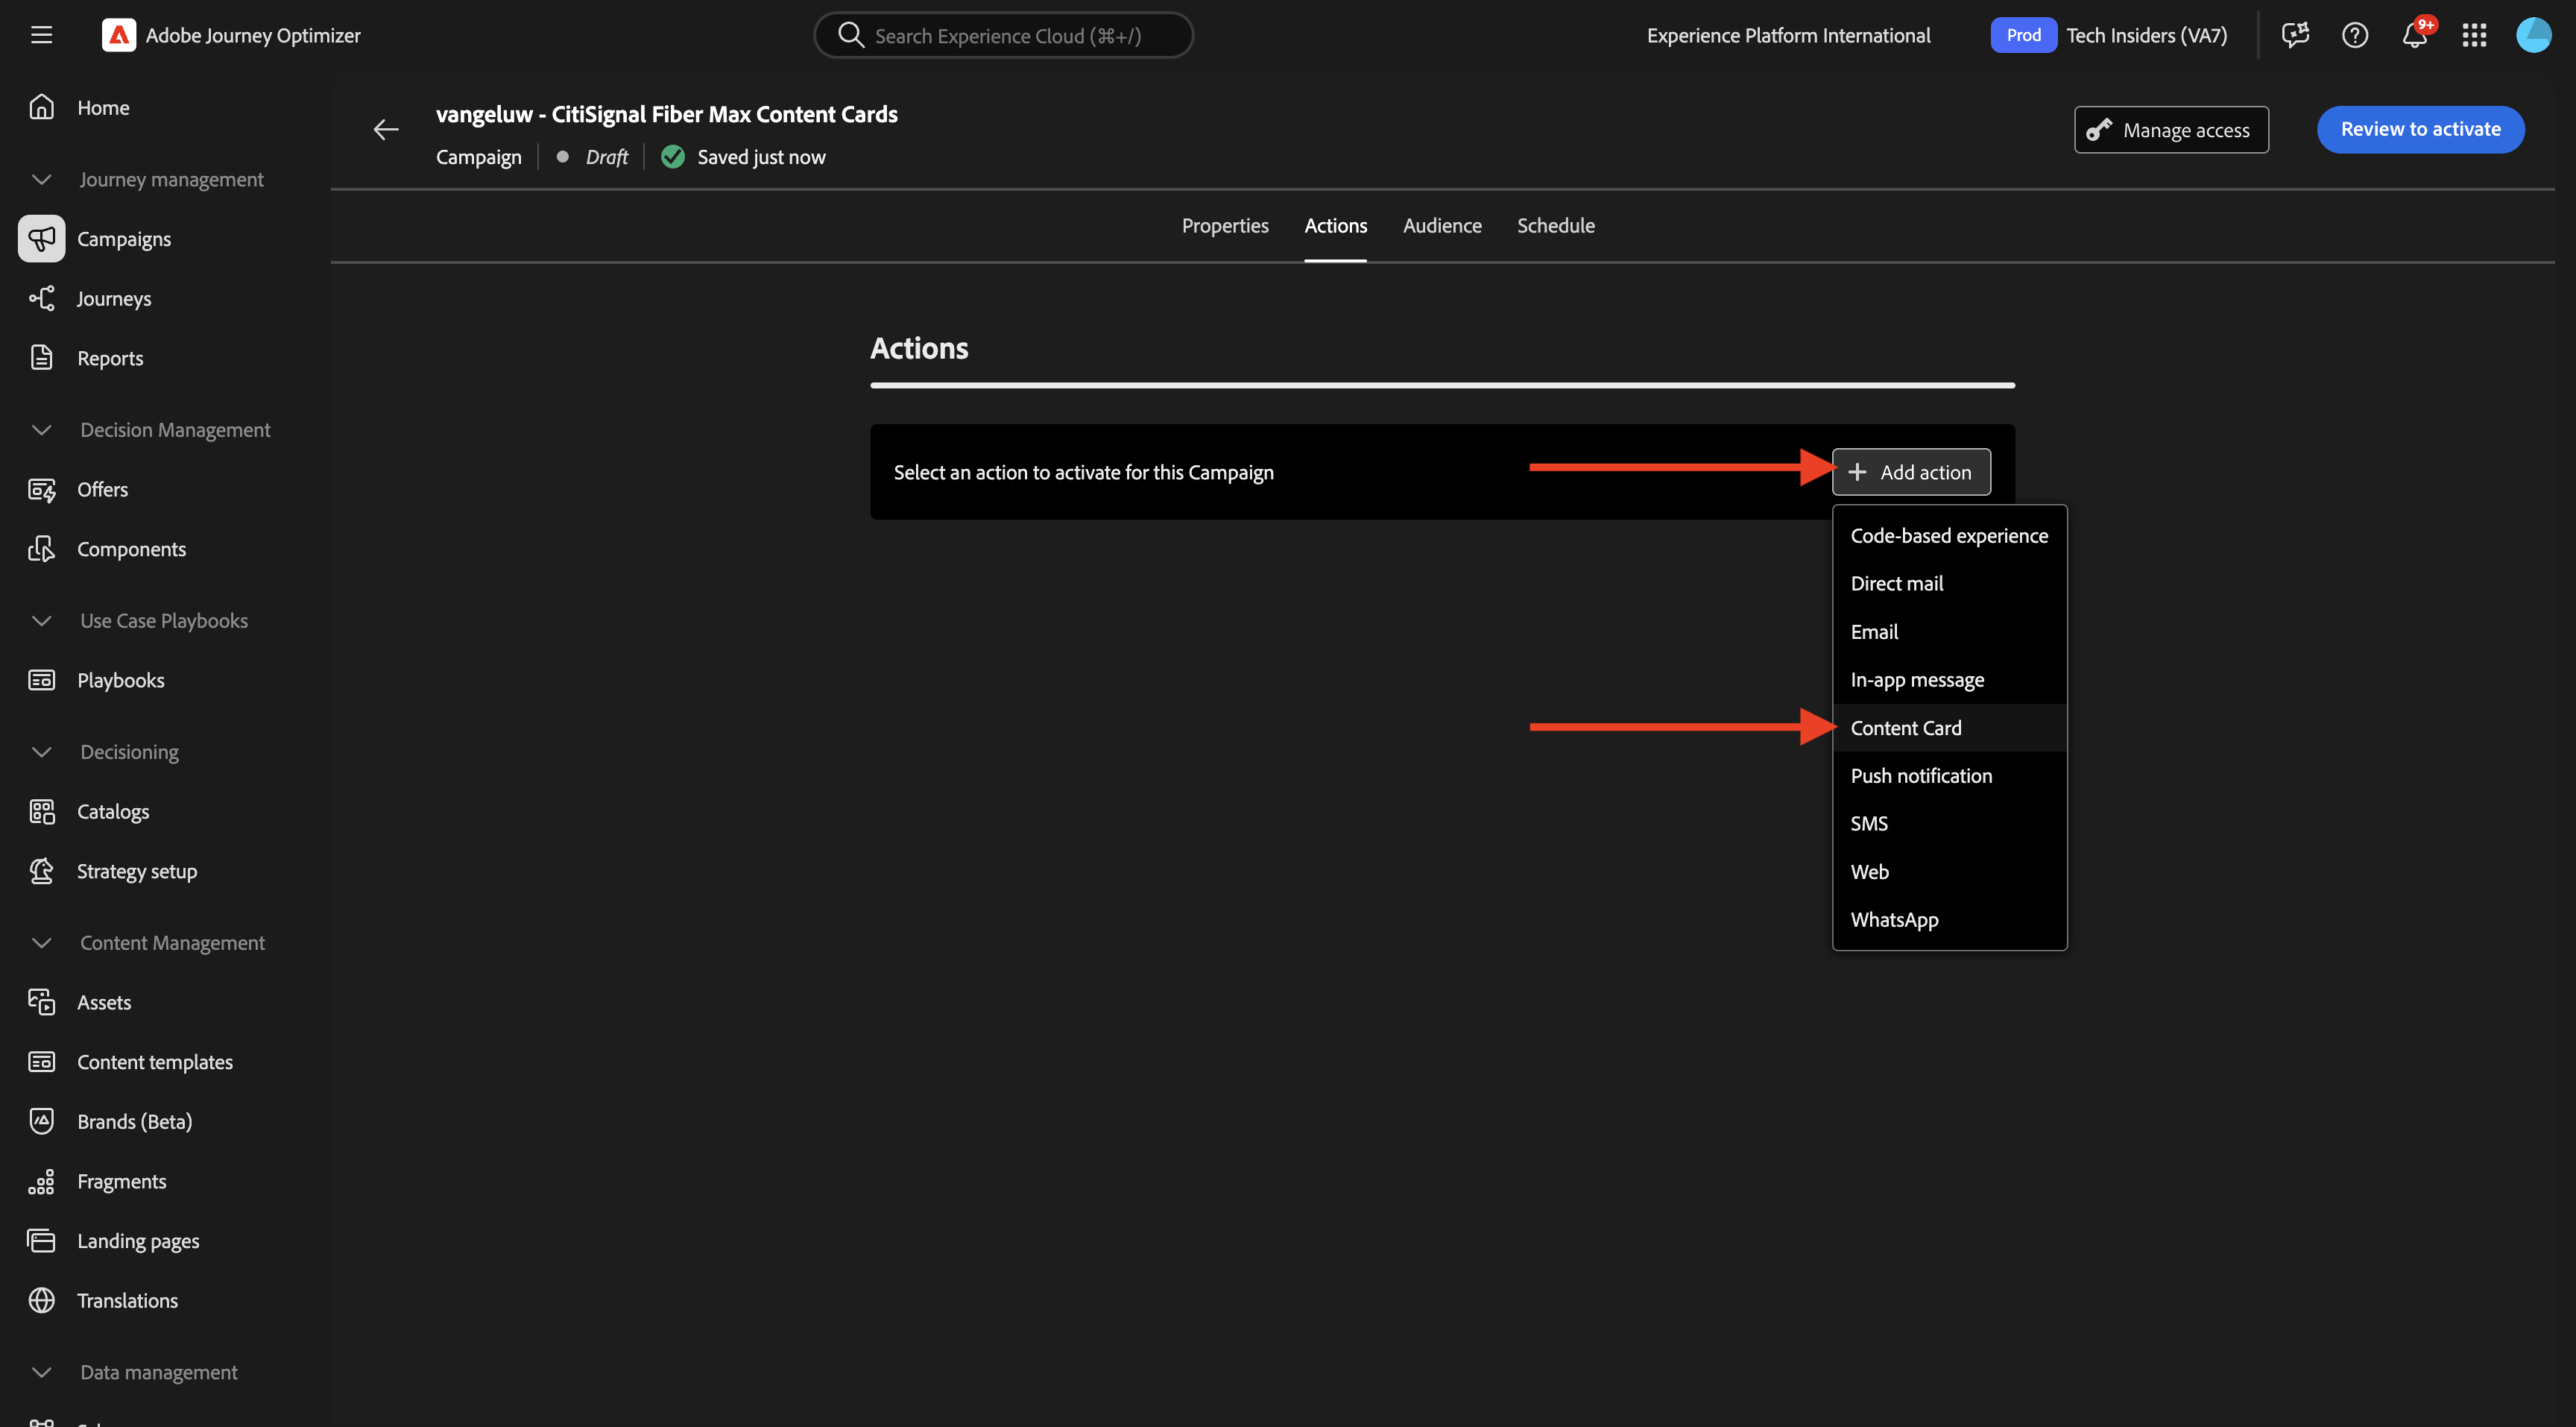 Adobe Journey Optimizer
Search Experience Cloud (⌘+/)
Experience Platform International
Prod
Tech Insiders (VA7)
9+
Home
Journey management
Campaigns
Journeys
Reports
Decision Management
Offers
Components
Use Case Playbooks
Playbooks
Decisioning
Catalogs
Strategy setup
Content Management
Assets
Content templates
Brands (Beta)
Fragments
Landing pages
Translations
Data management
vangeluw - CitiSignal Fiber Max Content Cards
Campaign
Draft
Saved just now
Manage access
Review to activate
Properties
Actions
Audience
Schedule
Actions
Select an action to activate for this Campaign
Add action
Code-based experience
Direct mail
Email
In-app message
Content Card
Push notification
SMS
Web
WhatsApp